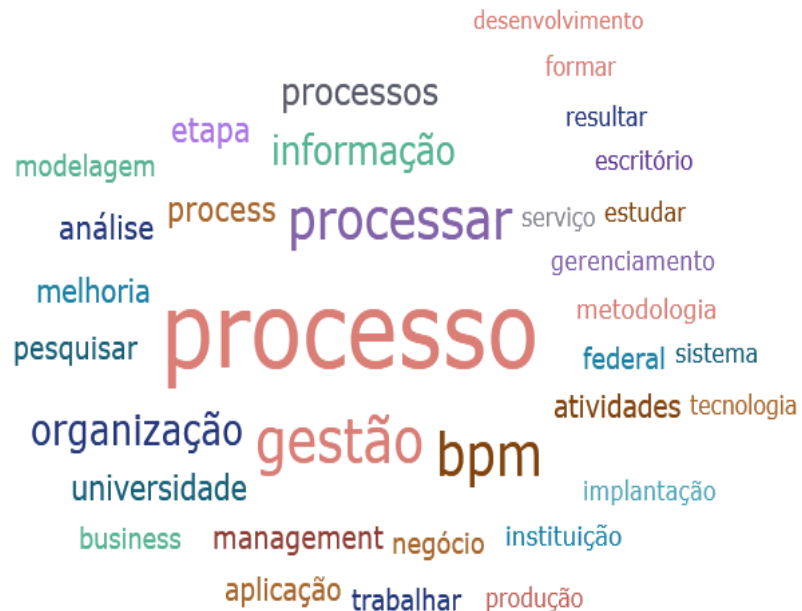 desenvolvimento
formar
processos
resultar
etapa
informação
modelagem
escritório
process
processar
serviço estudar
análise
gerenciamento
melhoria
metodologia
processo
pesquisar
federal sistema
atividades tecnologia
organização
gestão
bpm
universidade
implantação
business
management
negócio
instituição
aplicação
trabalhar
produção